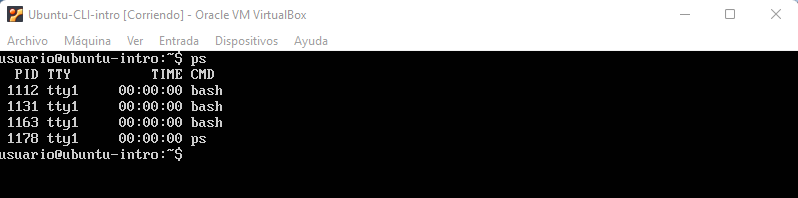 Ubuntu-CLI-intro [Corriendo] - Oracle VM VirtualBox
Archivo Máquina Ver Entrada Dispositivos Ayuda
usuario@ubuntu-intro:~$ ps
PID TTY TIME CMD
1112 tty1 00:00:00 bash
1131 tty1 00:00:00 bash
1163 tty1 00:00:00 bash
1178 tty1 00:00:00 ps
usuario@ubuntu-intro:~$